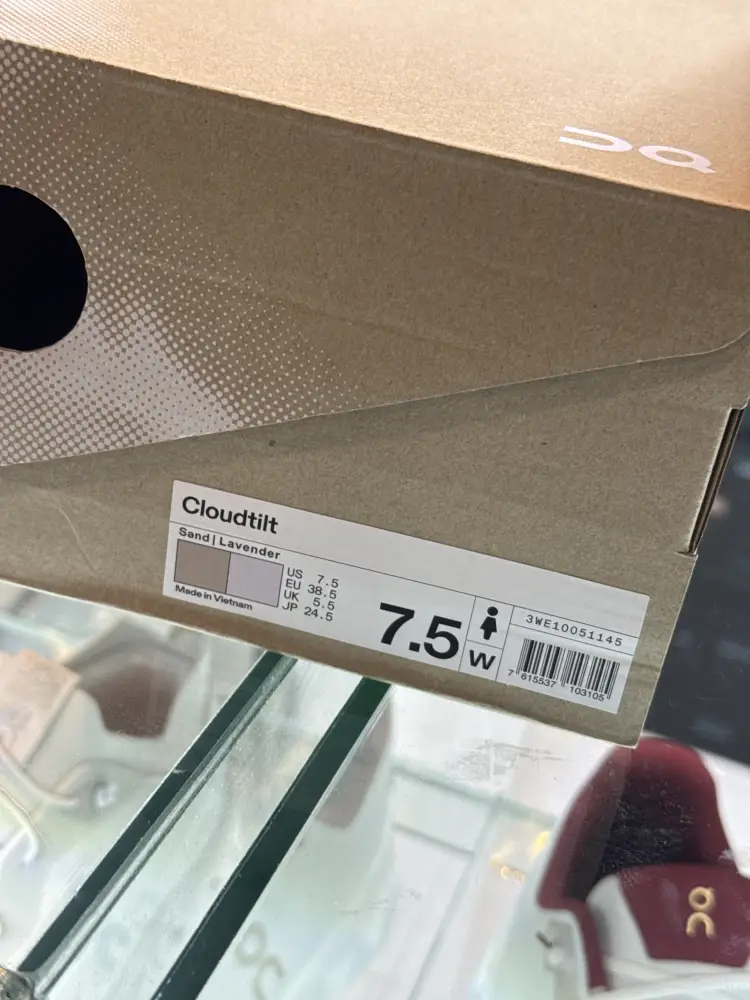 Cloudtilt
Sand | Lavender
US 7.5
EU 38.5
UK 5.5
JP 24.5
Made in Vietnam
7.5
W
3WE10051145
7 615537 103105